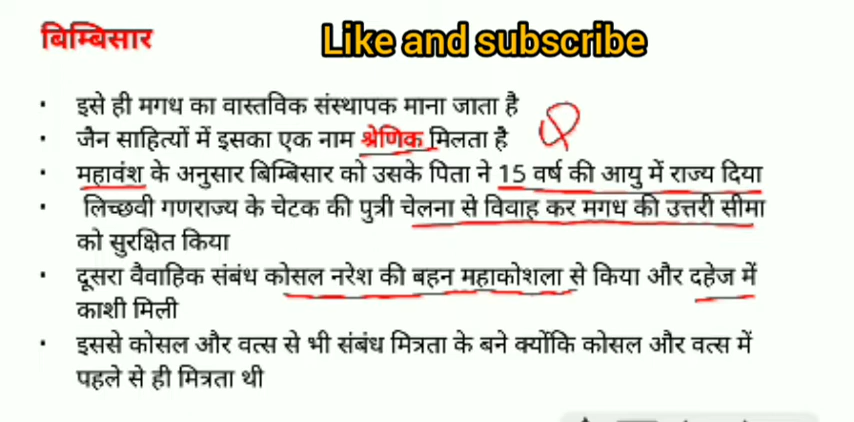 बिम्बिसार
Like and subscribe
• इसे ही मगध का वास्तविक संस्थापक माना जाता है
• जैन साहित्यों में इसका एक नाम श्रेणिक मिलता है
• महावंश के अनुसार बिम्बिसार को उसके पिता ने 15 वर्ष की आयु में राज्य दिया
• लिच्छवी गणराज्य के चेटक की पुत्री चेलना से विवाह कर मगध की उत्तरी सीमा
को सुरक्षित किया
• दूसरा वैवाहिक संबंध कोसल नरेश की बहन महाकोशला से किया और दहेज में
काशी मिली
• इससे कोसल और वत्स से भी संबंध मित्रता के बने क्योंकि कोसल और वत्स में
पहले से ही मित्रता थी